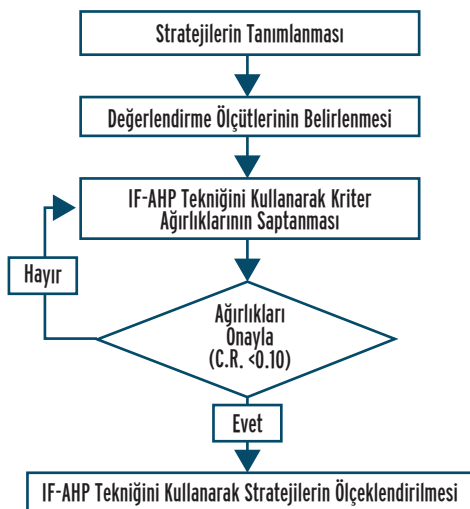 Stratejilerin Tanımlanması
Değerlendirme Ölçütlerinin Belirlenmesi
IF-AHP Tekniğini Kullanarak Kriter
Ağırlıklarının Saptanması
Hayır
Ağırlıkları
Onayla
(C.R. <0.10)
Evet
IF-AHP Tekniğini Kullanarak Stratejilerin Ölçeklendirilmesi